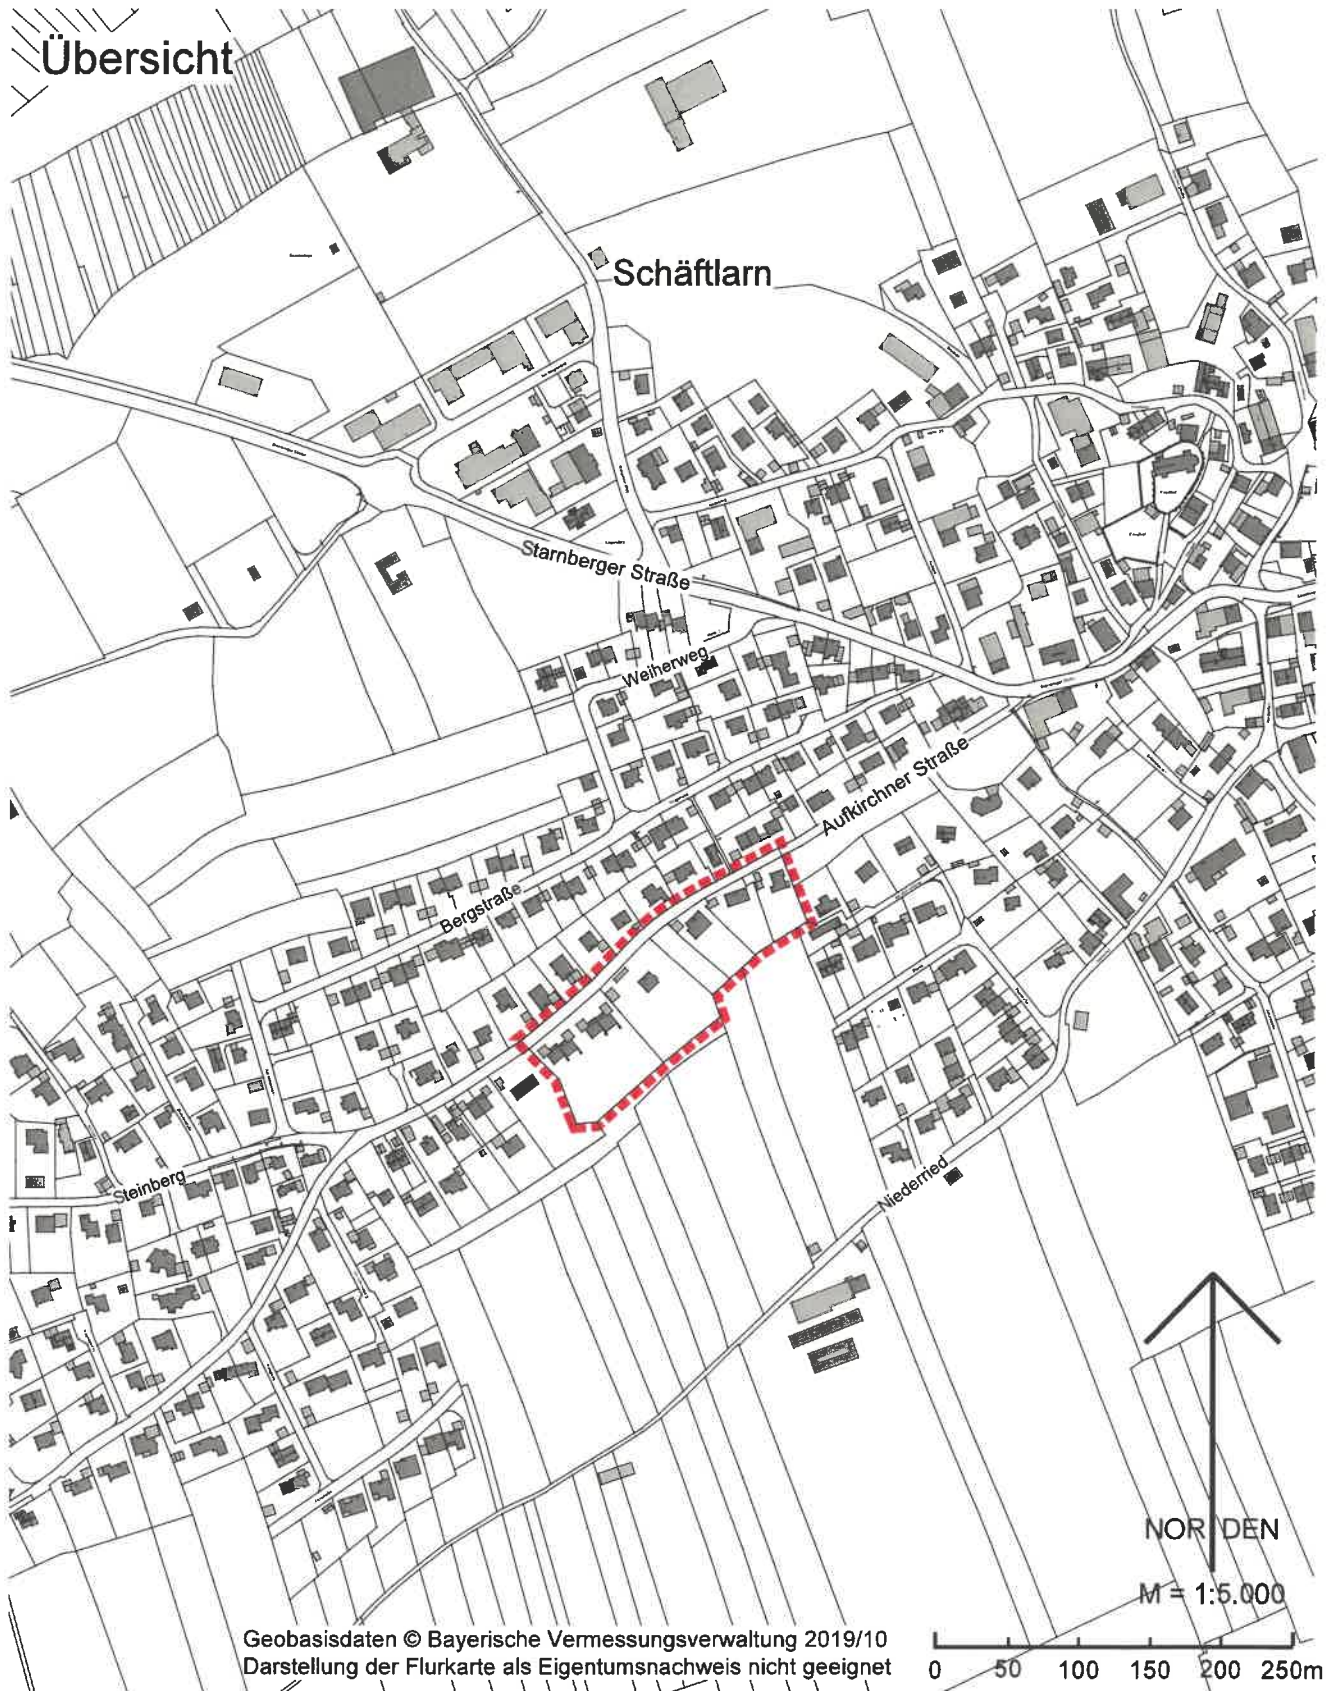 Übersicht
Schäftlarn
Starnberger Straße
Weiherweg
Aufkirchner Straße
Bergstraße
Steinberg
Niederried
NORDEN
M = 1:5.000
Geobasisdaten © Bayerische Vermessungsverwaltung 2019/10
Darstellung der Flurkarte als Eigentumsnachweis nicht geeignet
0 50 100 150 200 250m